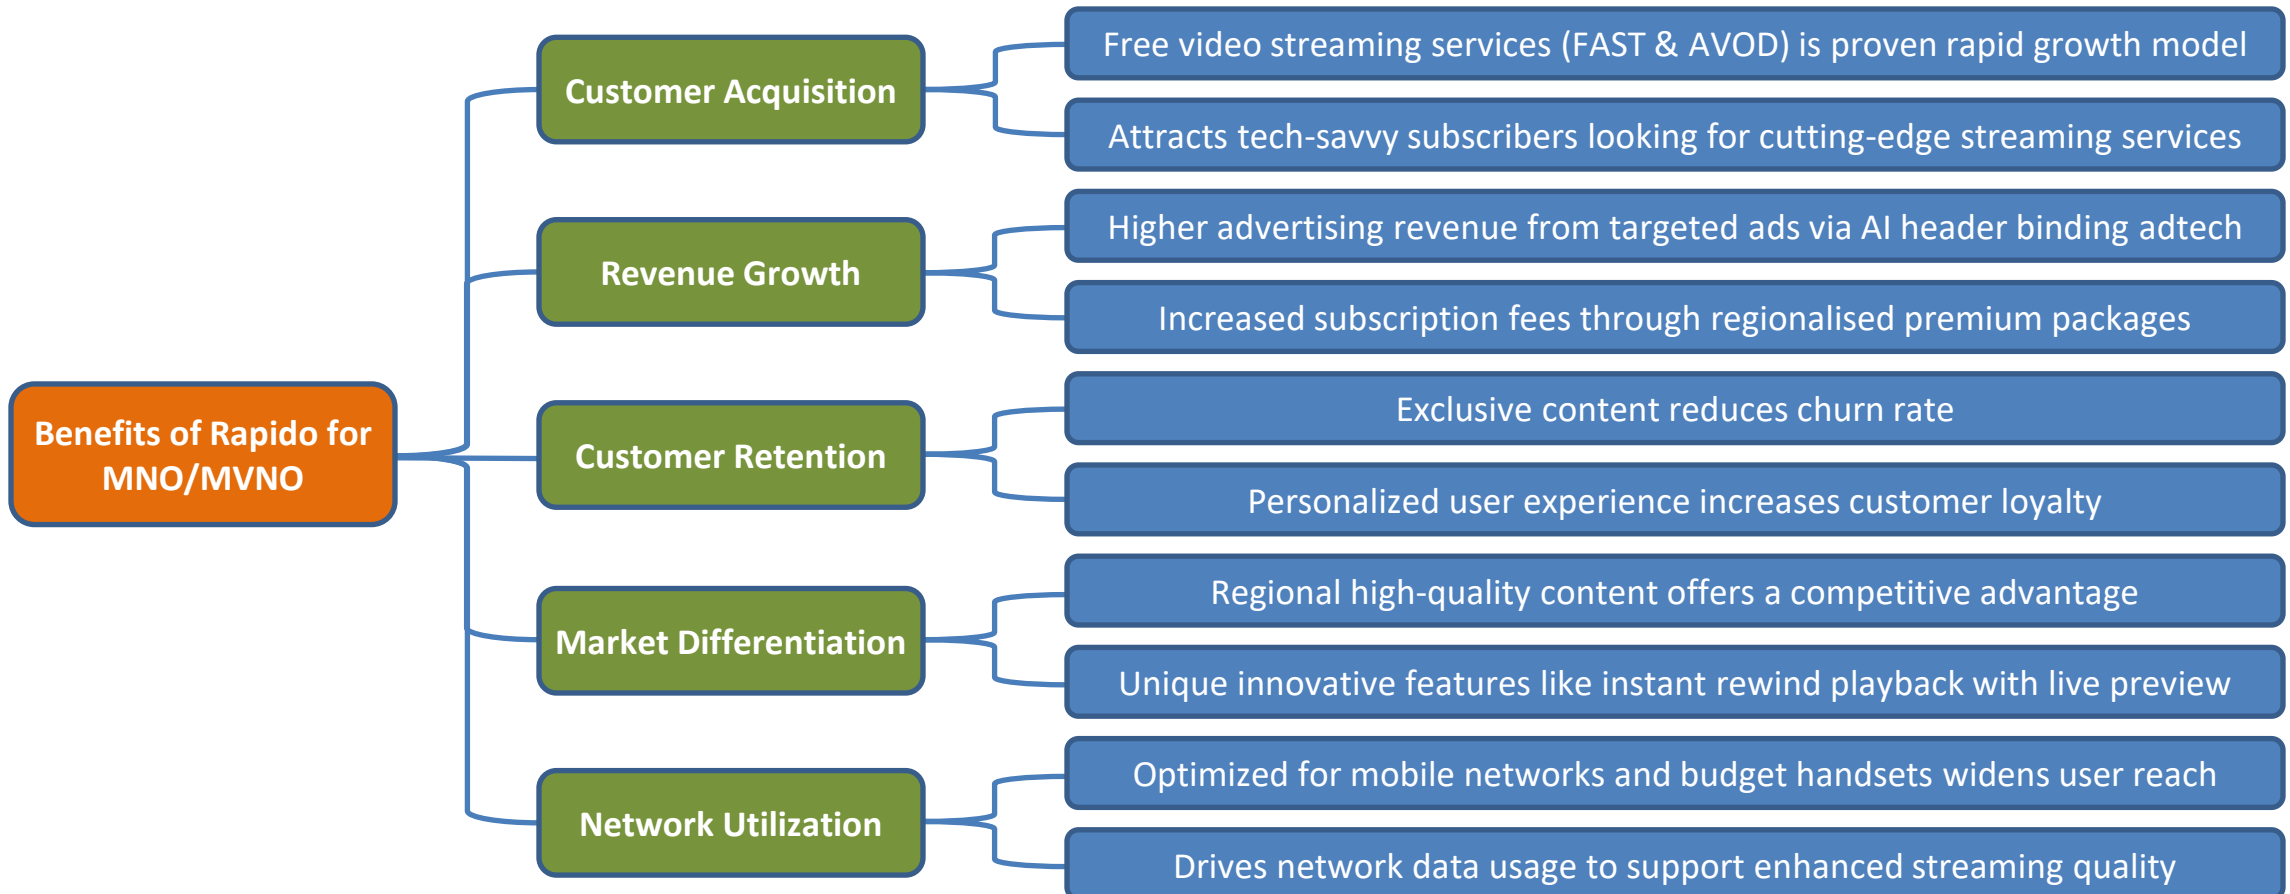 Benefits of Rapido for
MNO/MVNO
Customer Acquisition
Free video streaming services (FAST & AVOD) is proven rapid growth model
Attracts tech-savvy subscribers looking for cutting-edge streaming services
Revenue Growth
Higher advertising revenue from targeted ads via AI header binding adtech
Increased subscription fees through regionalised premium packages
Customer Retention
Exclusive content reduces churn rate
Personalized user experience increases customer loyalty
Market Differentiation
Regional high-quality content offers a competitive advantage
Unique innovative features like instant rewind playback with live preview
Network Utilization
Optimized for mobile networks and budget handsets widens user reach
Drives network data usage to support enhanced streaming quality